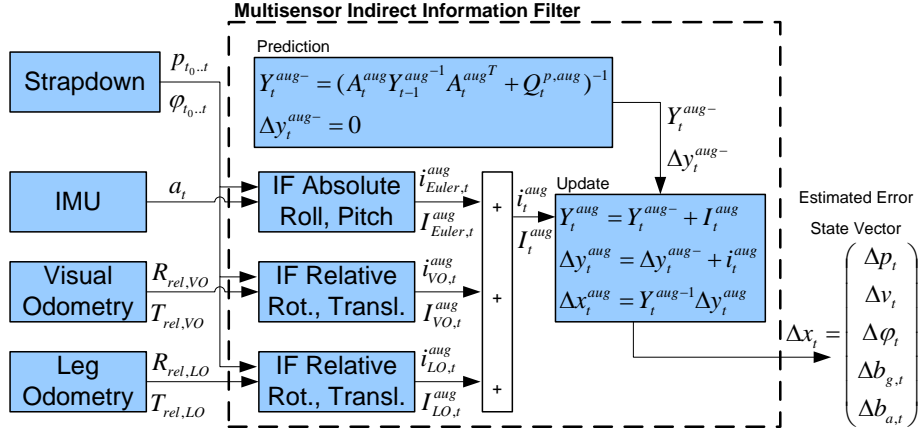 Multisensor Indirect Information Filter
Prediction
Y_t^{aug-} = (A_t^{aug} Y_{t-1}^{aug^{-1}} A_t^{aug^T} + Q_t^{p,aug})^{-1}
Δy_t^{aug-} = 0
Strapdown
p_{t_0..t}
φ_{t_0..t}
Y_t^{aug-}
Δy_t^{aug-}
IMU
a_t
IF Absolute
Roll, Pitch
i_{Euler,t}^{aug}
I_{Euler,t}^{aug}
+
i_t^{aug}
I_t^{aug}
Update
Y_t^{aug} = Y_t^{aug-} + I_t^{aug}
Δy_t^{aug} = Δy_t^{aug-} + i_t^{aug}
Δx_t^{aug} = Y_t^{aug-1} Δy_t^{aug}
Visual
Odometry
R_{rel,VO}
T_{rel,VO}
IF Relative
Rot., Transl.
i_{VO,t}^{aug}
I_{VO,t}^{aug}
+
Leg
Odometry
R_{rel,LO}
T_{rel,LO}
IF Relative
Rot., Transl.
i_{LO,t}^{aug}
I_{LO,t}^{aug}
+
Estimated Error
State Vector
Δx_t =
Δp_t
Δv_t
Δφ_t
Δb_{g,t}
Δb_{a,t}